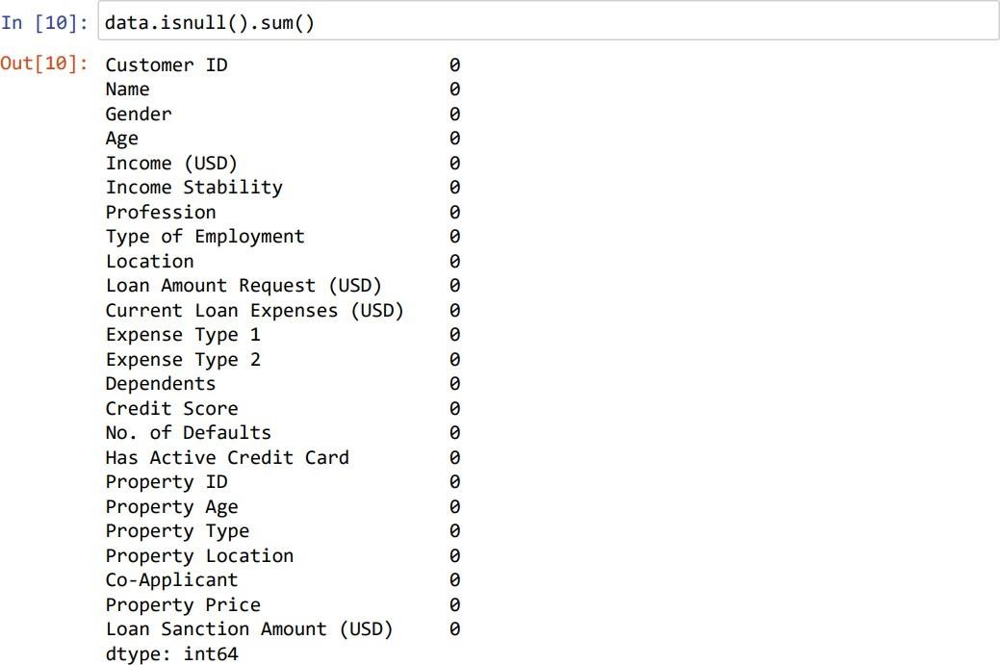 In [10]: data.isnull().sum()
Out[10]: Customer ID 0
Name 0
Gender 0
Age 0
Income (USD) 0
Income Stability 0
Profession 0
Type of Employment 0
Location 0
Loan Amount Request (USD) 0
Current Loan Expenses (USD) 0
Expense Type 1 0
Expense Type 2 0
Dependents 0
Credit Score 0
No. of Defaults 0
Has Active Credit Card 0
Property ID 0
Property Age 0
Property Type 0
Property Location 0
Co-Applicant 0
Property Price 0
Loan Sanction Amount (USD) 0
dtype: int64